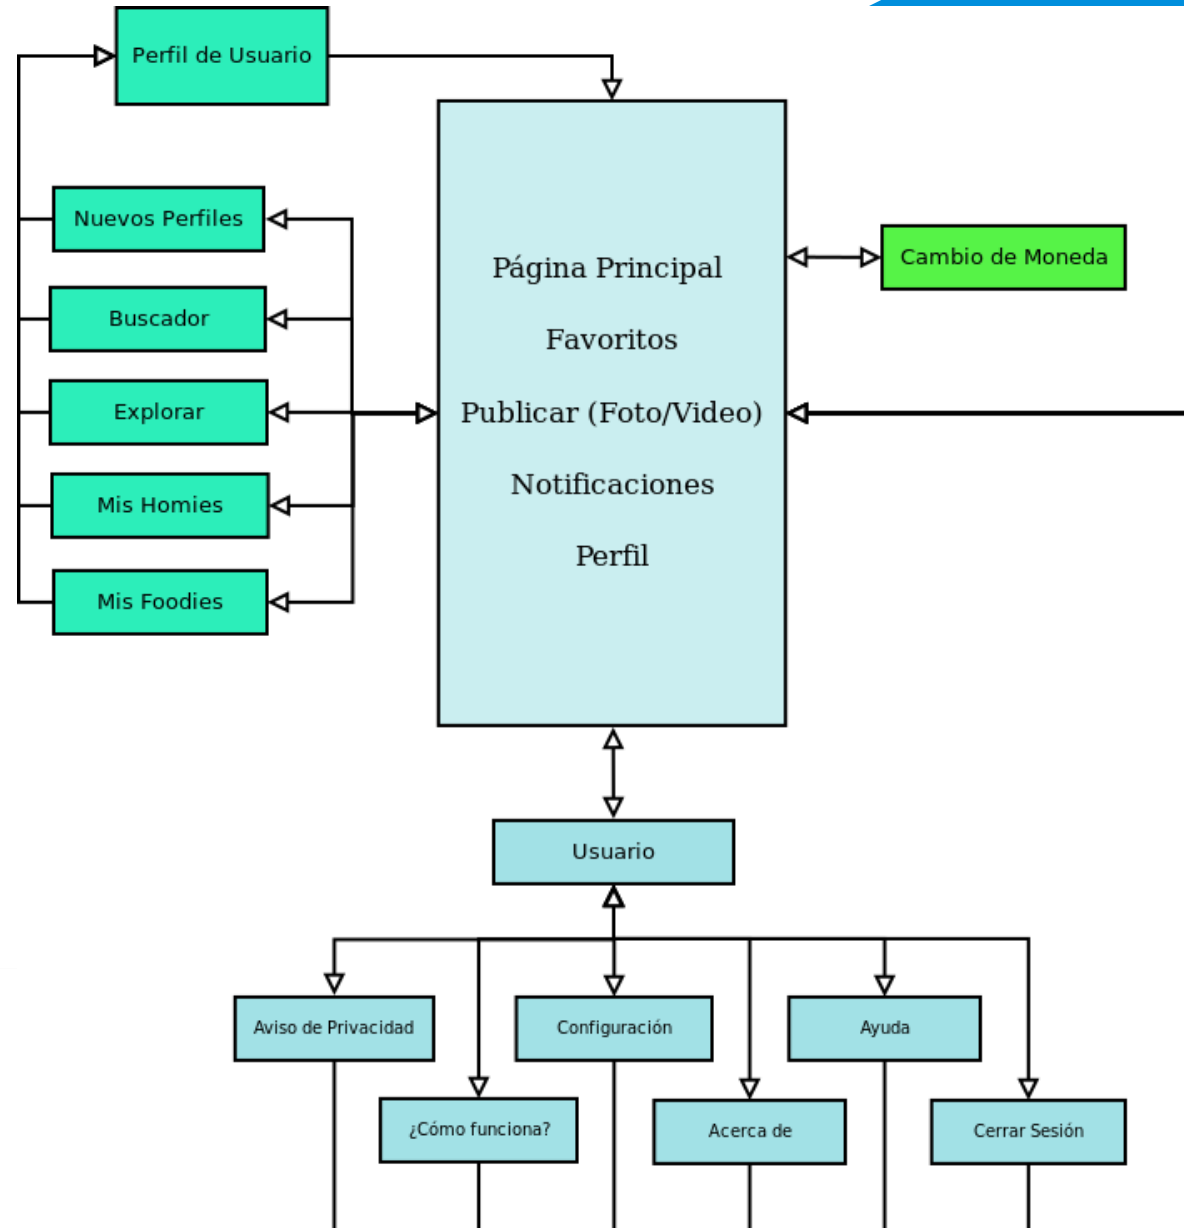 Perfil de Usuario
Nuevos Perfiles
Buscador
Explorar
Mis Homies
Mis Foodies
Página Principal
Favoritos
Publicar (Foto/Video)
Notificaciones
Perfil
Cambio de Moneda
Usuario
Aviso de Privacidad
Configuración
Ayuda
¿Cómo funciona?
Acerca de
Cerrar Sesión